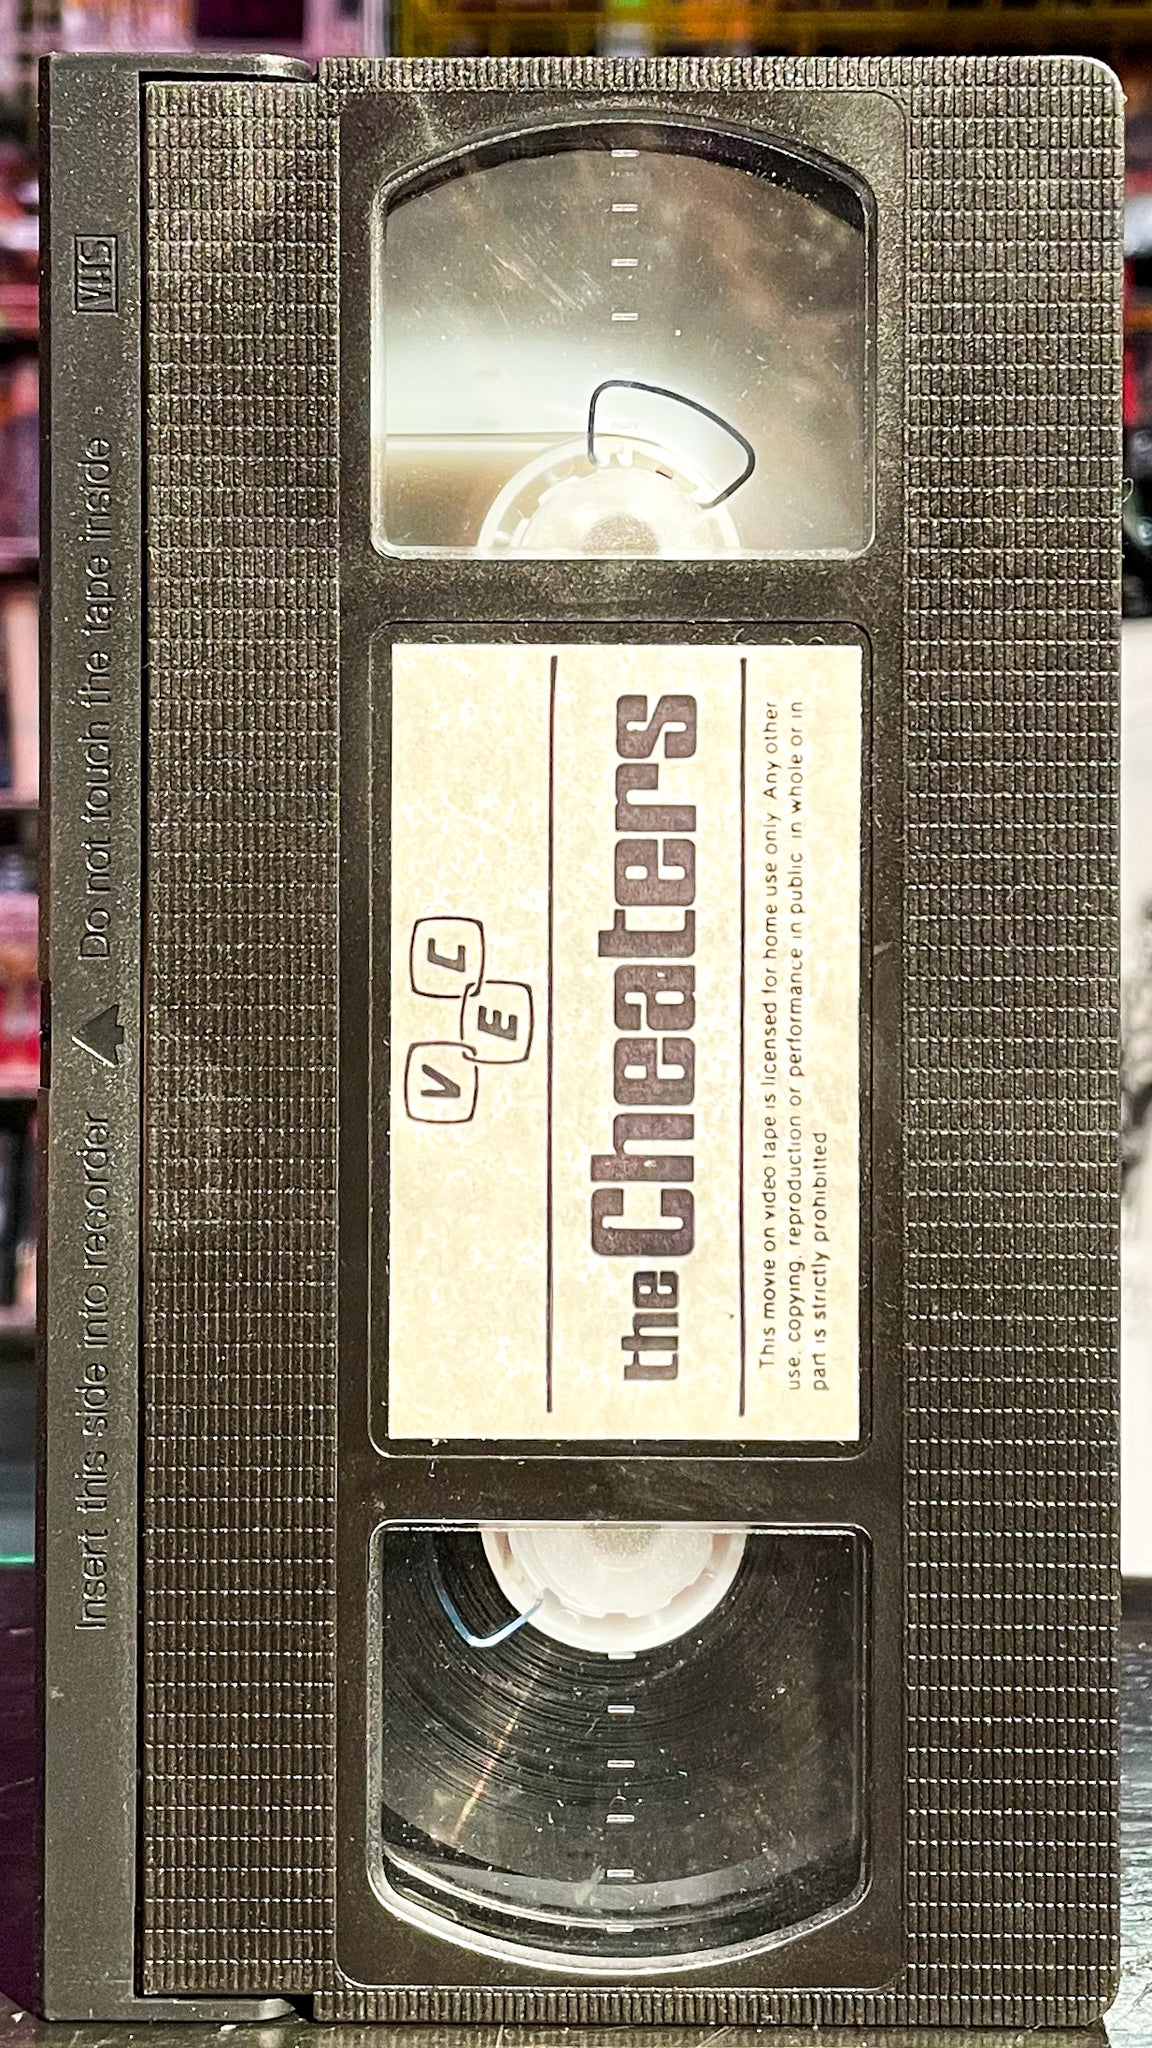 VHS
Insert this side into recorder
Do not touch the tape inside
V E C
the Cheaters
This movie on video tape is licensed for home use only. Any other
use, copying, reproduction or performance in public in whole or in
part is strictly prohibitted